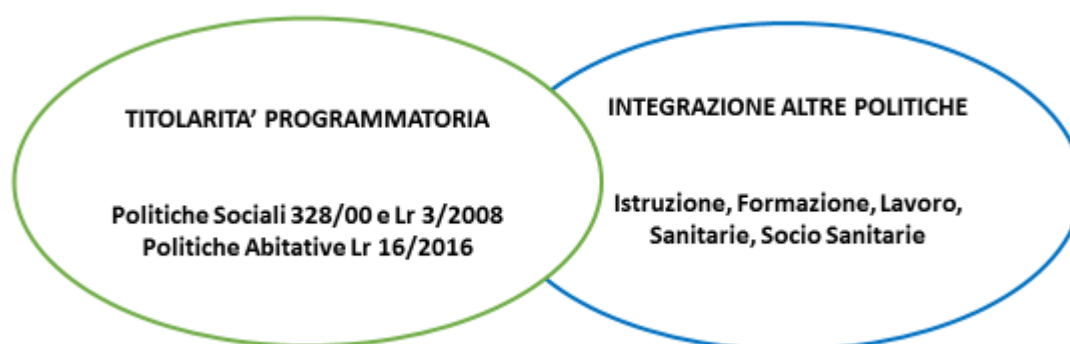 TITOLARITA’ PROGRAMMATORIA
Politiche Sociali 328/00 e Lr 3/2008
Politiche Abitative Lr 16/2016
INTEGRAZIONE ALTRE POLITICHE
Istruzione, Formazione, Lavoro,
Sanitarie, Socio Sanitarie